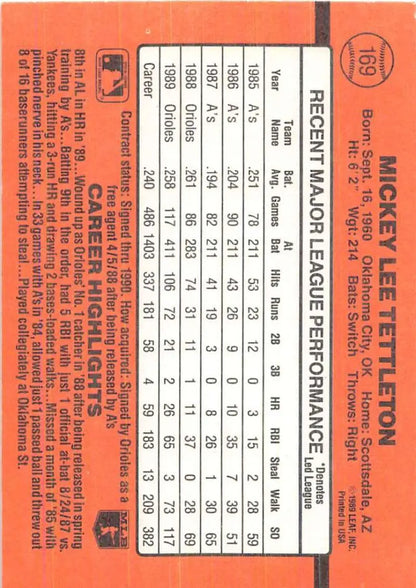 169
MICKEY LEE TETTLETON
Born: Sept. 16, 1960 Oklahoma City, OK Home: Scottsdale, AZ
Ht: 6' 2" Wgt: 214 Bats: Switch Throws: Right
©1989 LEAF, INC.
Printed in USA
RECENT MAJOR LEAGUE PERFORMANCE
*Denotes
Led League
Team Bat. At
Year Name Avg. Games Bat Hits Runs 2B 3B HR RBI Steal Walk SO
1985 A's .251 78 211 53 23 12 0 3 15 2 28 59
1986 A's .204 90 211 43 26 9 0 10 35 7 39 51
1987 A's .194 82 211 41 19 3 0 8 26 1 30 65
1988 Orioles .261 86 283 74 31 11 1 11 37 0 28 69
1989 Orioles .258 117 411 106 72 21 2 26 65 3 73 117
Career .240 486 1403 337 181 58 4 59 183 13 209 382
Contract status: Signed thru 1990. How acquired: Signed by Orioles as a
free agent 4/5/88 after being released by A's
MLB
CAREER HIGHLIGHTS
8th in AL in HR in '89...Wound up as Orioles' No. 1 catcher in '88 after being released in spring
training by A's...Batting 9th in the order, had 5 RBI with just 1 official at-bat 8/24/87 vs.
Yankees, hitting a 3-run HR and drawing 2 bases-loaded walks...Missed a month of '85 with
pinched nerve in his neck...In 33 games with A's in '84, allowed just 1 passed ball and threw out
8 of 16 baserunners attempting to steal...Played collegiately at Oklahoma St.